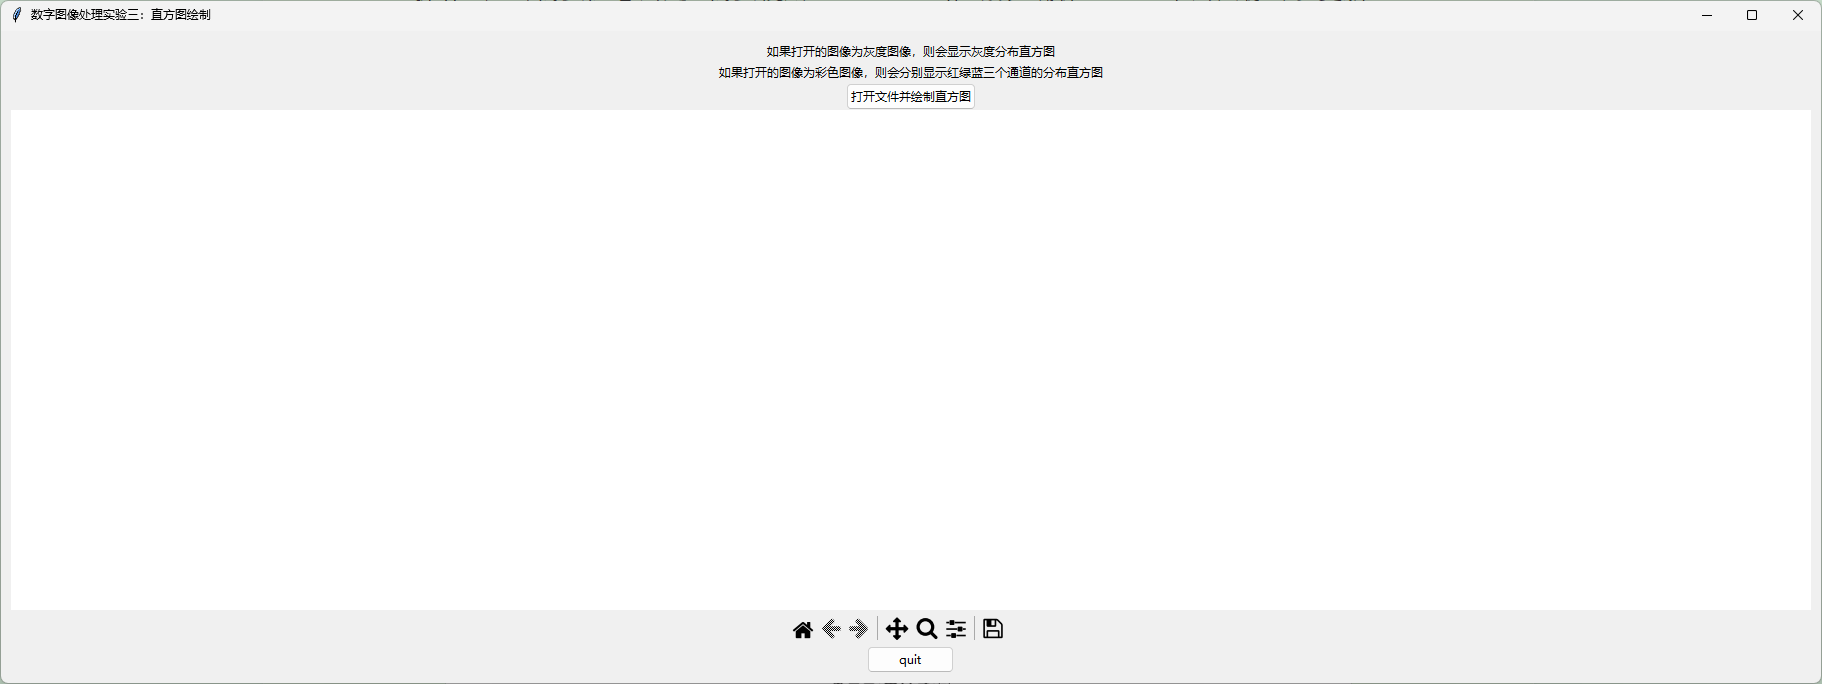 数字图像处理实验三：直方图绘制
如果打开的图像为灰度图像，则会显示灰度分布直方图
如果打开的图像为彩色图像，则会分别显示红绿蓝三个通道的分布直方图
打开文件并绘制直方图
quit